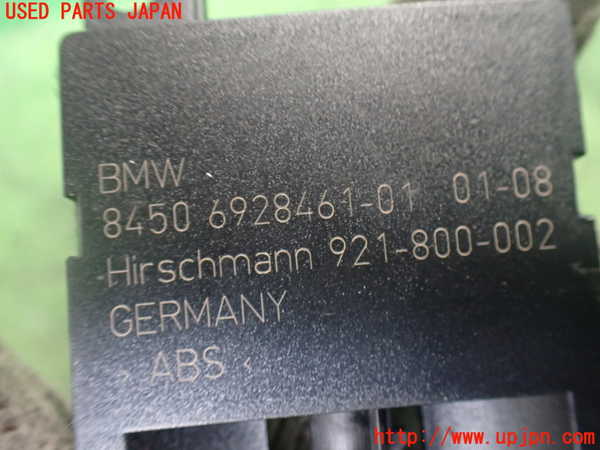 USED PARTS JAPAN
BMW
8450 6928461-01 01-08
Hirschmann 921-800-002
GERMANY
> ABS <
http://www.upjpn.com/